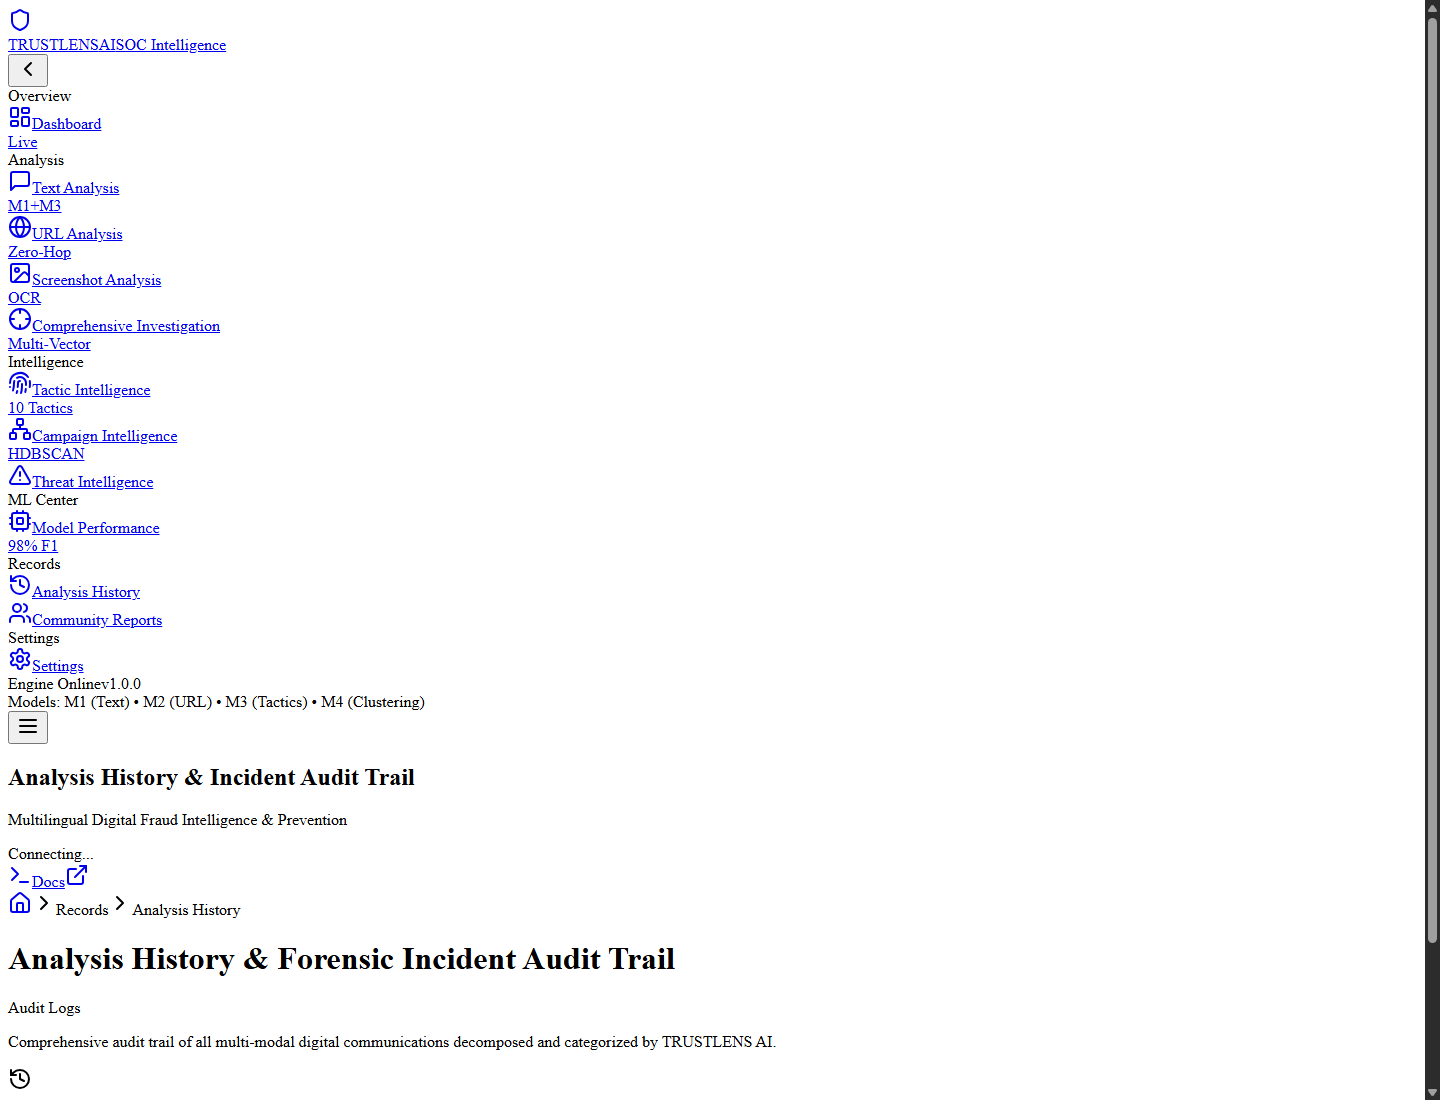 TRUSTLENSAISOC Intelligence
Overview
Dashboard
Live
Analysis
Text Analysis
M1+M3
URL Analysis
Zero-Hop
Screenshot Analysis
OCR
Comprehensive Investigation
Multi-Vector
Intelligence
Tactic Intelligence
10 Tactics
Campaign Intelligence
HDBSCAN
Threat Intelligence
ML Center
Model Performance
98% F1
Records
Analysis History
Community Reports
Settings
Settings
Engine Onlinev1.0.0
Models: M1 (Text) • M2 (URL) • M3 (Tactics) • M4 (Clustering)
Analysis History & Incident Audit Trail
Multilingual Digital Fraud Intelligence & Prevention
Connecting...
Docs
Records Analysis History
Analysis History & Forensic Incident Audit Trail
Audit Logs
Comprehensive audit trail of all multi-modal digital communications decomposed and categorized by TRUSTLENS AI.